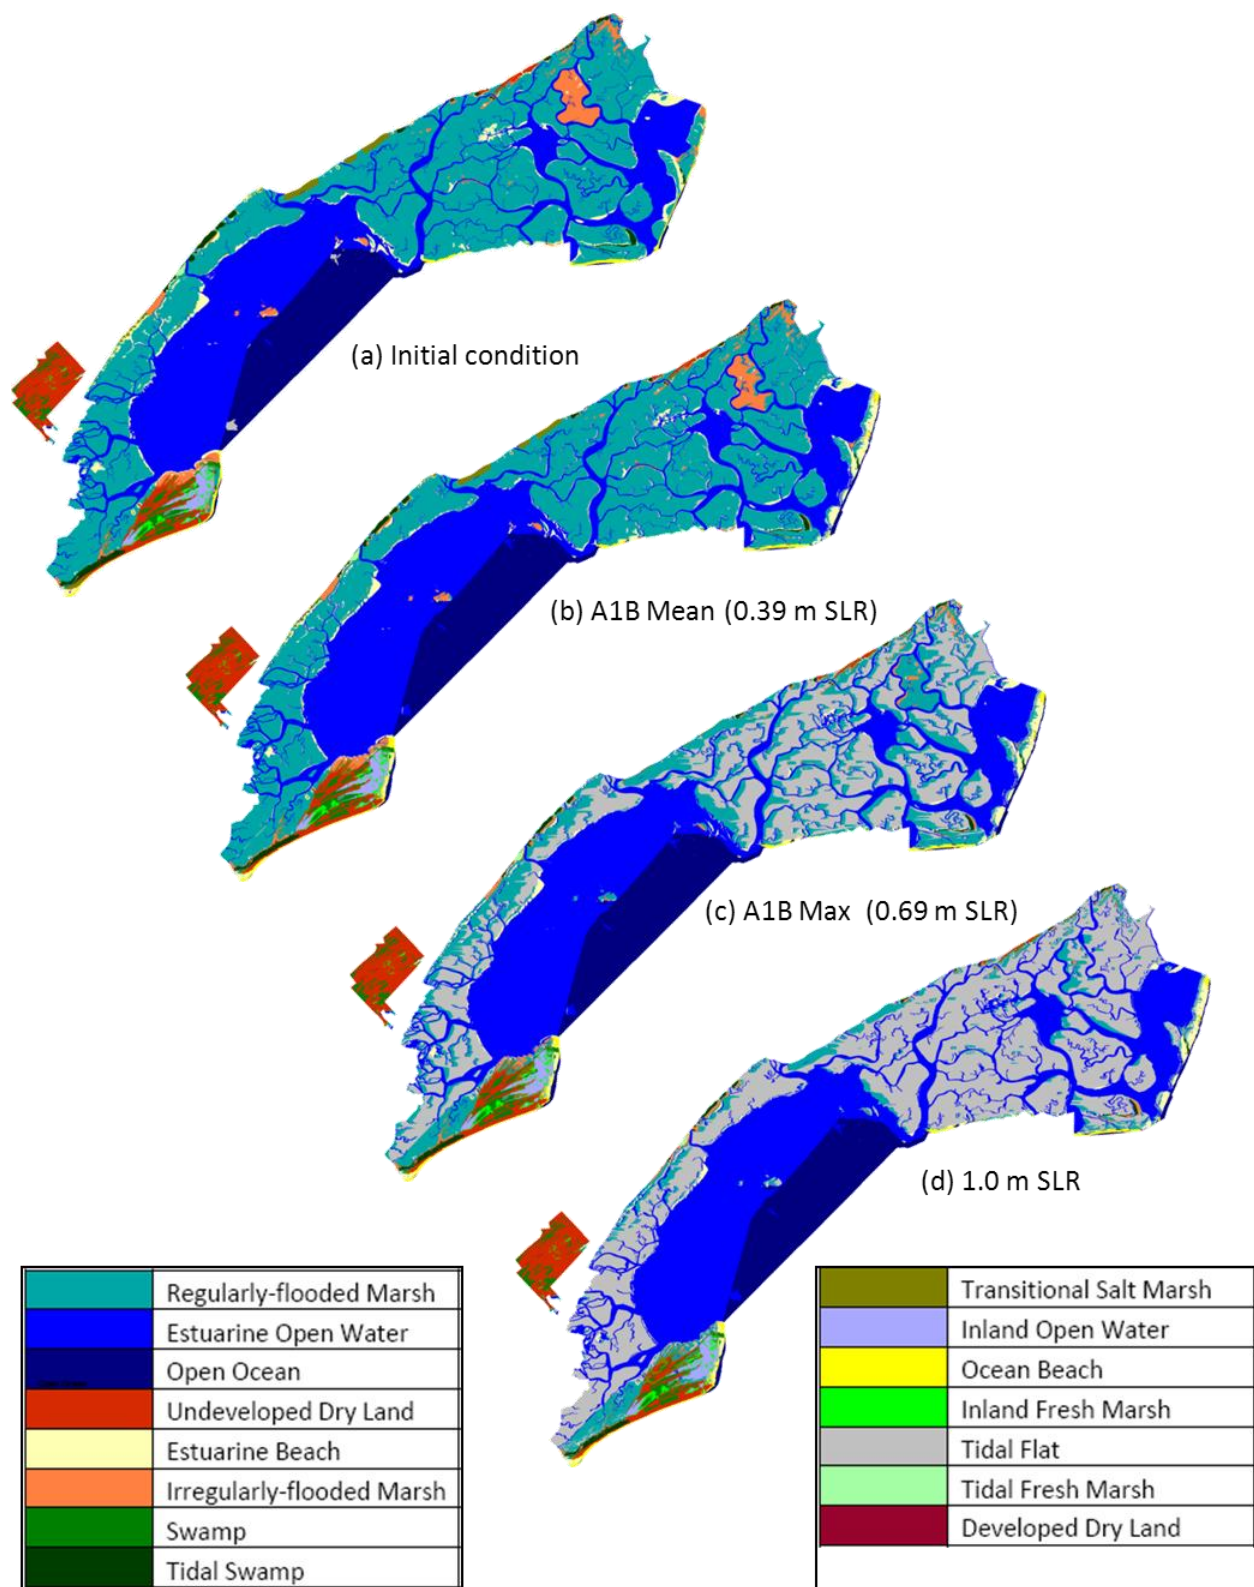 (a) Initial condition
(b) A1B Mean (0.39 m SLR)
(c) A1B Max (0.69 m SLR)
(d) 1.0 m SLR
Regularly-flooded Marsh
Estuarine Open Water
Open Ocean
Undeveloped Dry Land
Estuarine Beach
Irregularly-flooded Marsh
Swamp
Tidal Swamp
Transitional Salt Marsh
Inland Open Water
Ocean Beach
Inland Fresh Marsh
Tidal Flat
Tidal Fresh Marsh
Developed Dry Land